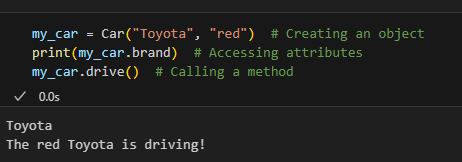 my_car = Car("Toyota", "red")  # Creating an object
print(my_car.brand)  # Accessing attributes
my_car.drive()  # Calling a method
0.0s
Toyota
The red Toyota is driving!